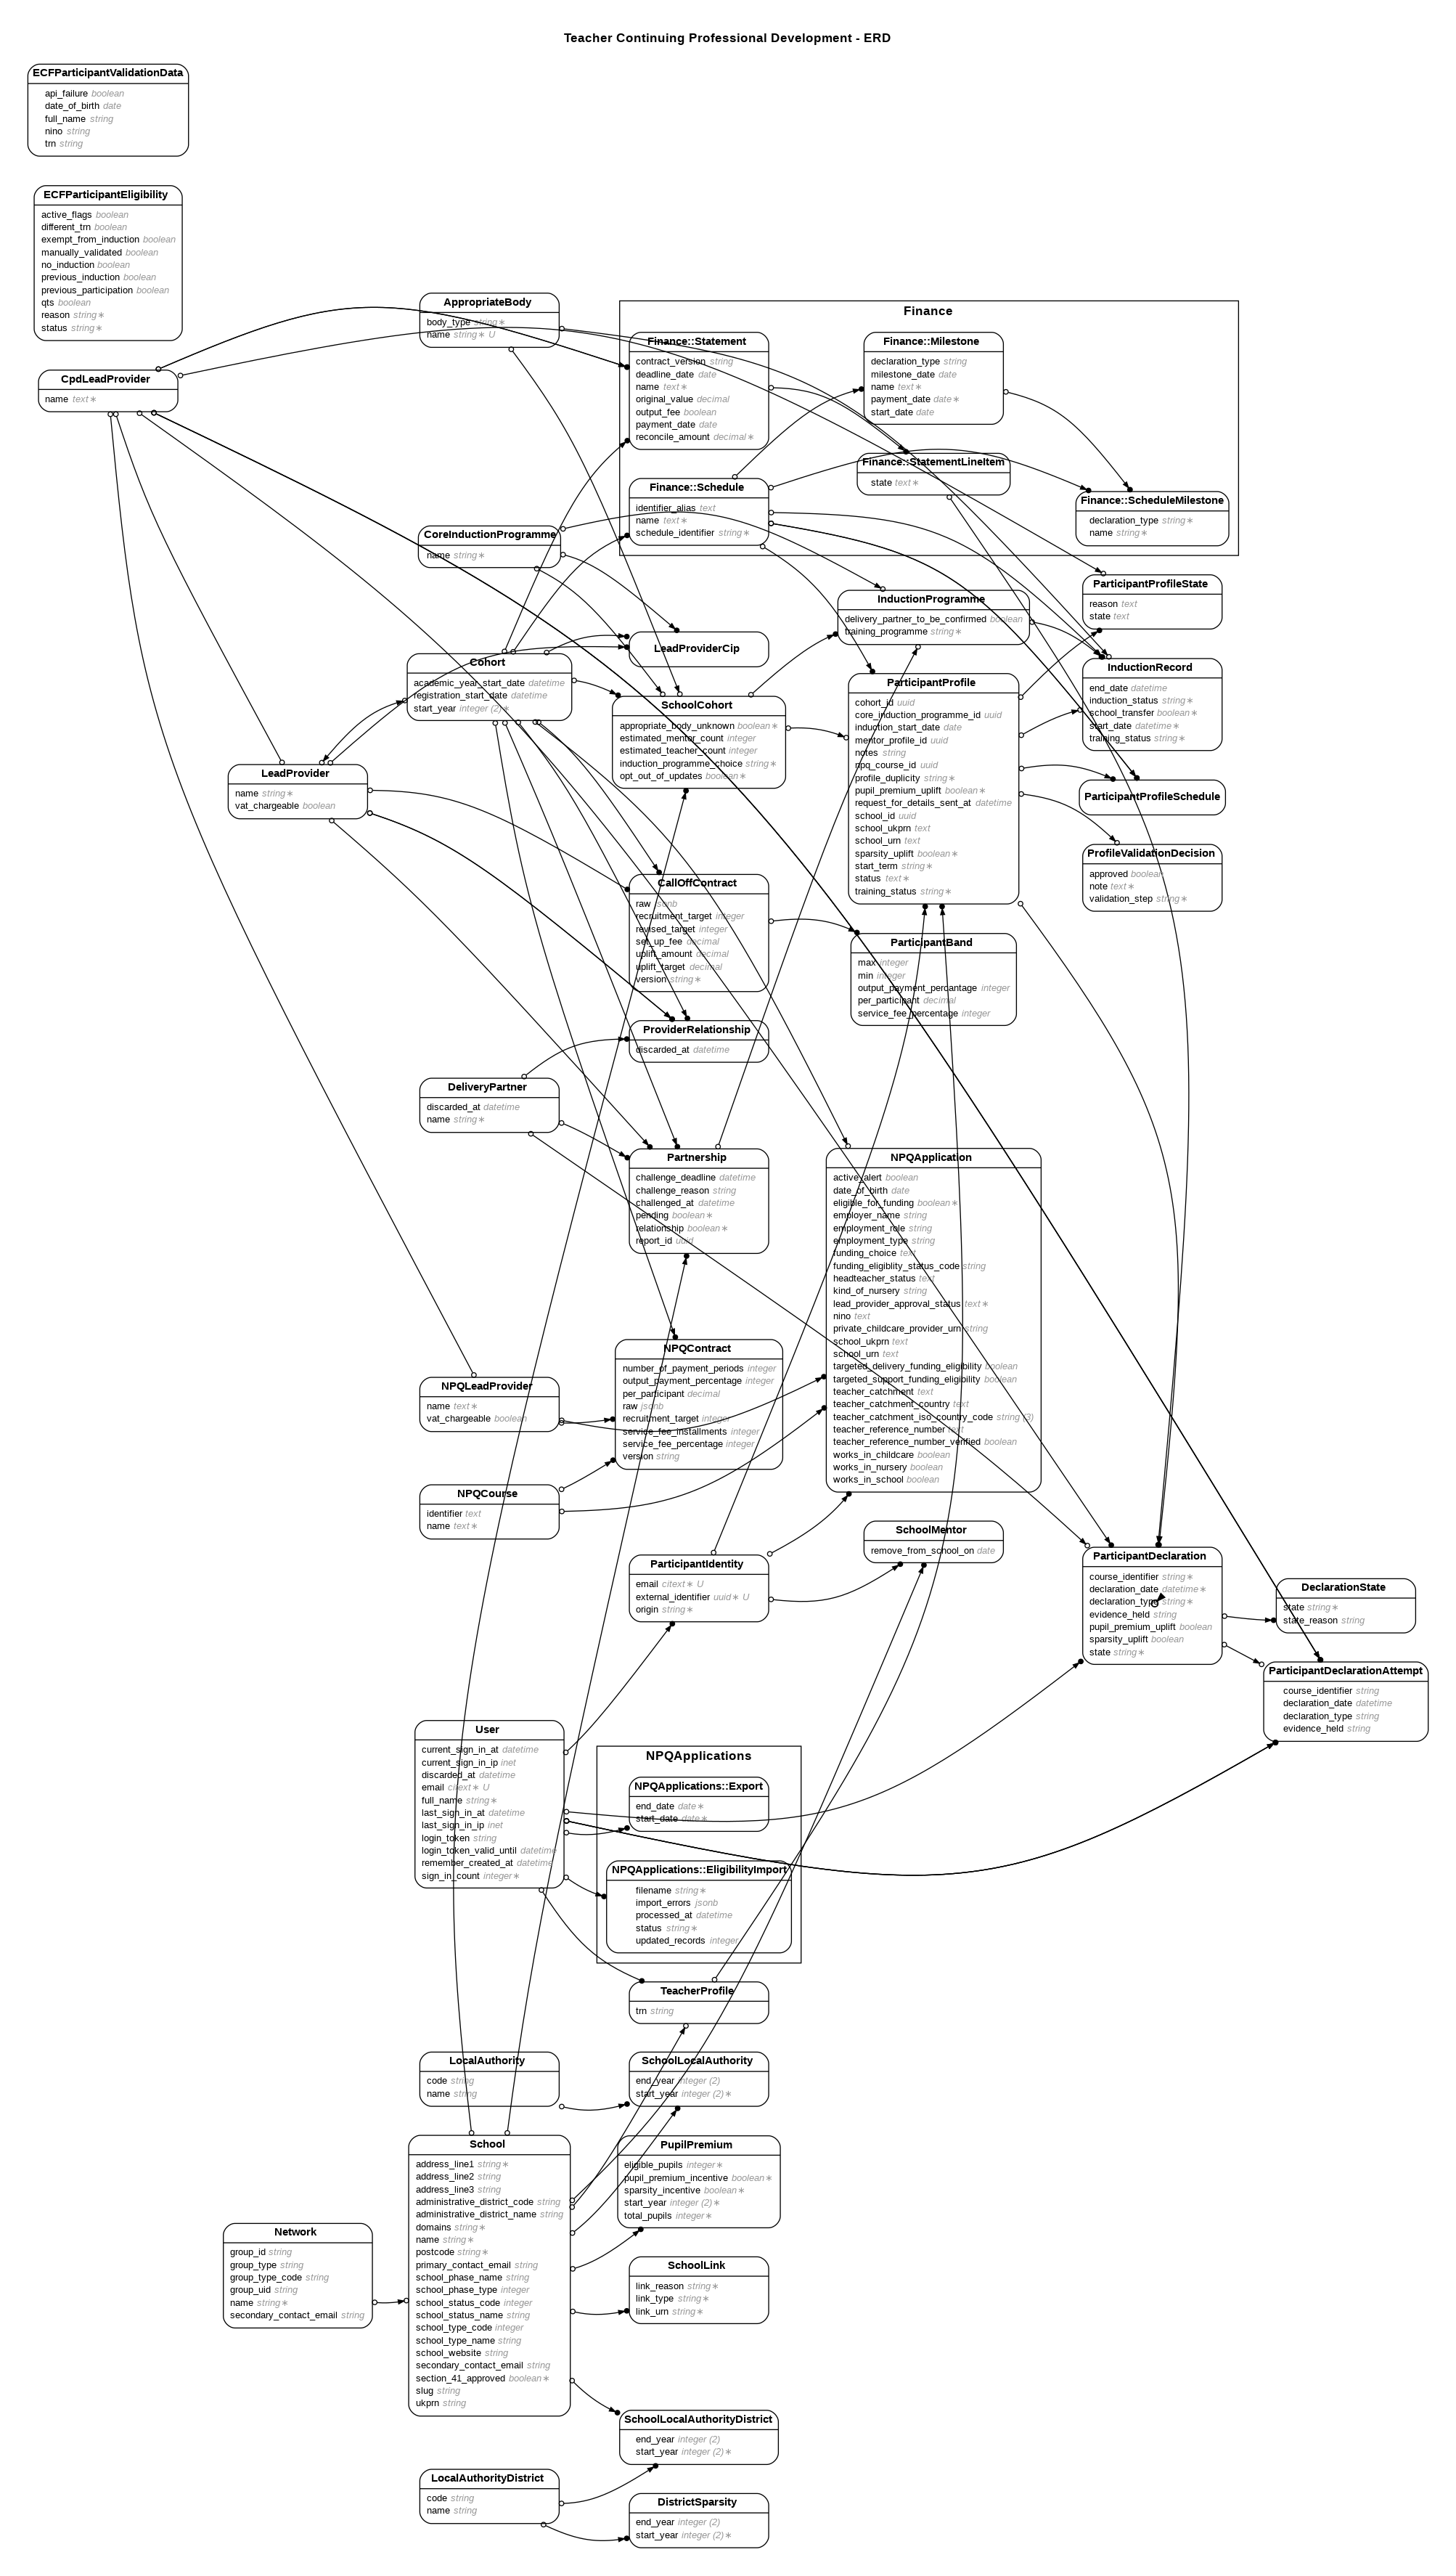 Teacher Continuing Professional Development - ERD
ECFParticipantValidationData
api_failure boolean
date_of_birth date
full_name string
nino string
trn string
ECFParticipantEligibility
active_flags boolean
different_trn boolean
exempt_from_induction boolean
manually_validated boolean
no_induction boolean
previous_induction boolean
previous_participation boolean
qts boolean
reason string∗
status string∗
CpdLeadProvider
name text∗
AppropriateBody
body_type string∗
name string∗ U
Finance
Finance::Statement
contract_version string
deadline_date date
name text∗
original_value decimal
output_fee boolean
payment_date date
reconcile_amount decimal∗
Finance::Milestone
declaration_type string
milestone_date date
name text∗
payment_date date∗
start_date date
Finance::StatementLineItem
state text∗
Finance::Schedule
identifier_alias text
name text∗
schedule_identifier string∗
Finance::ScheduleMilestone
declaration_type string∗
name string∗
CoreInductionProgramme
name string∗
InductionProgramme
delivery_partner_to_be_confirmed boolean
training_programme string∗
ParticipantProfileState
reason text
state text
LeadProviderCip
Cohort
academic_year_start_date datetime
registration_start_date datetime
start_year integer (2)∗
SchoolCohort
appropriate_body_unknown boolean∗
estimated_mentor_count integer
estimated_teacher_count integer
induction_programme_choice string∗
opt_out_of_updates boolean∗
ParticipantProfile
cohort_id uuid
core_induction_programme_id uuid
induction_start_date date
mentor_profile_id uuid
notes string
npq_course_id uuid
profile_duplicity string∗
pupil_premium_uplift boolean∗
request_for_details_sent_at datetime
school_id uuid
school_ukprn text
school_urn text
sparsity_uplift boolean∗
start_term string∗
status text∗
training_status string∗
InductionRecord
end_date datetime
induction_status string∗
school_transfer boolean∗
start_date datetime∗
training_status string∗
LeadProvider
name string∗
vat_chargeable boolean
ParticipantProfileSchedule
ProfileValidationDecision
approved boolean
note text∗
validation_step string∗
CallOffContract
raw jsonb
recruitment_target integer
revised_target integer
set_up_fee decimal
uplift_amount decimal
uplift_target decimal
version string∗
ParticipantBand
max integer
min integer
output_payment_percantage integer
per_participant decimal
service_fee_percentage integer
ProviderRelationship
discarded_at datetime
DeliveryPartner
discarded_at datetime
name string∗
Partnership
challenge_deadline datetime
challenge_reason string
challenged_at datetime
pending boolean∗
relationship boolean∗
report_id uuid
NPQApplication
active_alert boolean
date_of_birth date
eligible_for_funding boolean∗
employer_name string
employment_role string
employment_type string
funding_choice text
funding_eligiblity_status_code string
headteacher_status text
kind_of_nursery string
lead_provider_approval_status text∗
nino text
private_childcare_provider_urn string
school_ukprn text
school_urn text
targeted_delivery_funding_eligibility boolean
targeted_support_funding_eligibility boolean
teacher_catchment text
teacher_catchment_country text
teacher_catchment_iso_country_code string (3)
teacher_reference_number text
teacher_reference_number_verified boolean
works_in_childcare boolean
works_in_nursery boolean
works_in_school boolean
NPQContract
number_of_payment_periods integer
output_payment_percentage integer
per_participant decimal
raw jsonb
recruitment_target integer
service_fee_installments integer
service_fee_percentage integer
version string
NPQLeadProvider
name text∗
vat_chargeable boolean
NPQCourse
identifier text
name text∗
SchoolMentor
remove_from_school_on date
ParticipantIdentity
email citext∗ U
external_identifier uuid∗ U
origin string∗
ParticipantDeclaration
course_identifier string∗
declaration_date datetime∗
declaration_type string∗
evidence_held string
pupil_premium_uplift boolean
sparsity_uplift boolean
state string∗
DeclarationState
state string∗
state_reason string
ParticipantDeclarationAttempt
course_identifier string
declaration_date datetime
declaration_type string
evidence_held string
User
current_sign_in_at datetime
current_sign_in_ip inet
discarded_at datetime
email citext∗ U
full_name string∗
last_sign_in_at datetime
last_sign_in_ip inet
login_token string
login_token_valid_until datetime
remember_created_at datetime
sign_in_count integer∗
NPQApplications
NPQApplications::Export
end_date date∗
start_date date∗
NPQApplications::EligibilityImport
filename string∗
import_errors jsonb
processed_at datetime
status string∗
updated_records integer
TeacherProfile
trn string
LocalAuthority
code string
name string
SchoolLocalAuthority
end_year integer (2)
start_year integer (2)∗
School
address_line1 string∗
address_line2 string
address_line3 string
administrative_district_code string
administrative_district_name string
domains string∗
name string∗
postcode string∗
primary_contact_email string
school_phase_name string
school_phase_type integer
school_status_code integer
school_status_name string
school_type_code integer
school_type_name string
school_website string
secondary_contact_email string
section_41_approved boolean∗
slug string
ukprn string
PupilPremium
eligible_pupils integer∗
pupil_premium_incentive boolean∗
sparsity_incentive boolean∗
start_year integer (2)∗
total_pupils integer∗
Network
group_id string
group_type string
group_type_code string
group_uid string
name string∗
secondary_contact_email string
SchoolLink
link_reason string∗
link_type string∗
link_urn string∗
SchoolLocalAuthorityDistrict
end_year integer (2)
start_year integer (2)∗
LocalAuthorityDistrict
code string
name string
DistrictSparsity
end_year integer (2)
start_year integer (2)∗